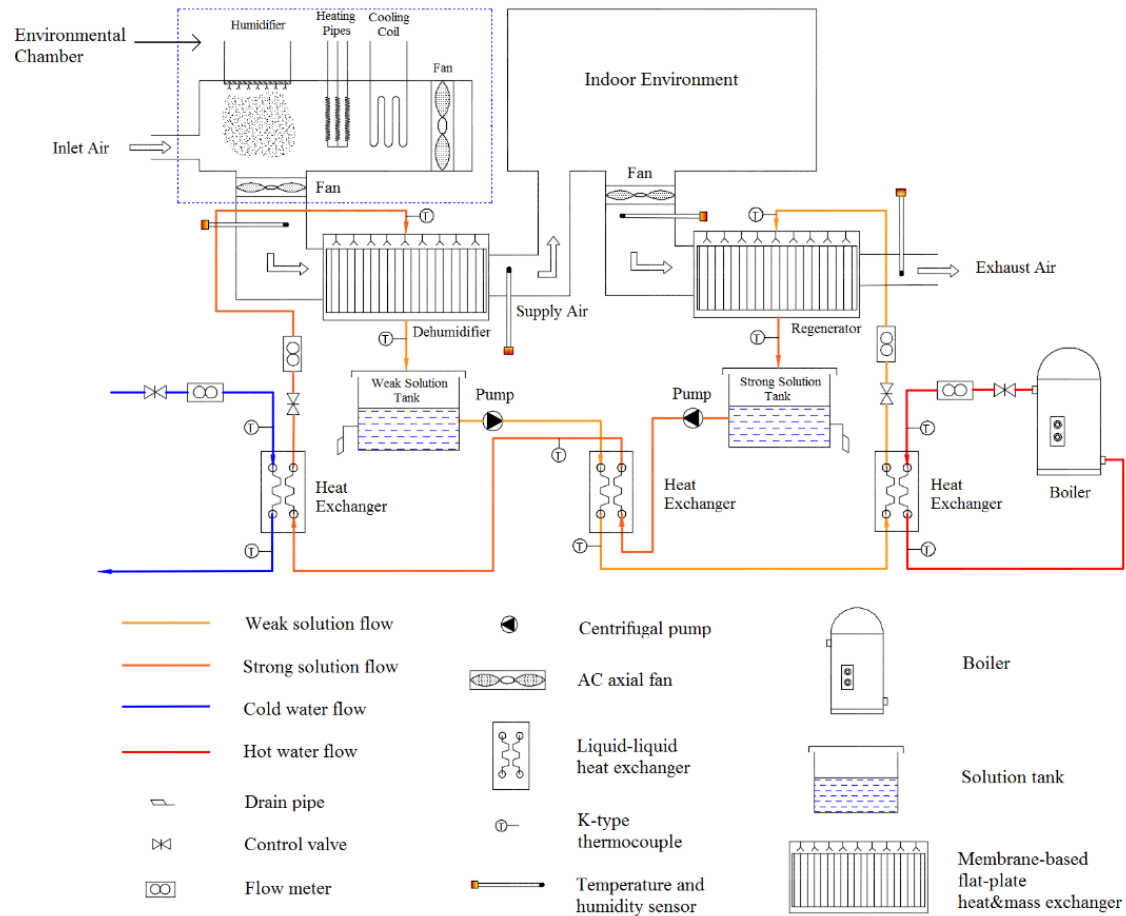 Environmental
Chamber
Humidifier
Heating
Pipes
Cooling
Coil
Fan
Inlet Air
Fan
Indoor Environment
Fan
T
T
Exhaust Air
Supply Air
Dehumidifier
Regenerator
T
T
Weak Solution
Tank
Pump
Pump
Strong Solution
Tank
T
T
T
Heat
Exchanger
Heat
Exchanger
Heat
Exchanger
Boiler
T
T
T
Weak solution flow
Strong solution flow
Cold water flow
Hot water flow
Drain pipe
Control valve
Flow meter
Centrifugal pump
AC axial fan
Liquid-liquid
heat exchanger
T
K-type
thermocouple
Temperature and
humidity sensor
Boiler
Solution tank
Membrane-based
flat-plate
heat&mass exchanger